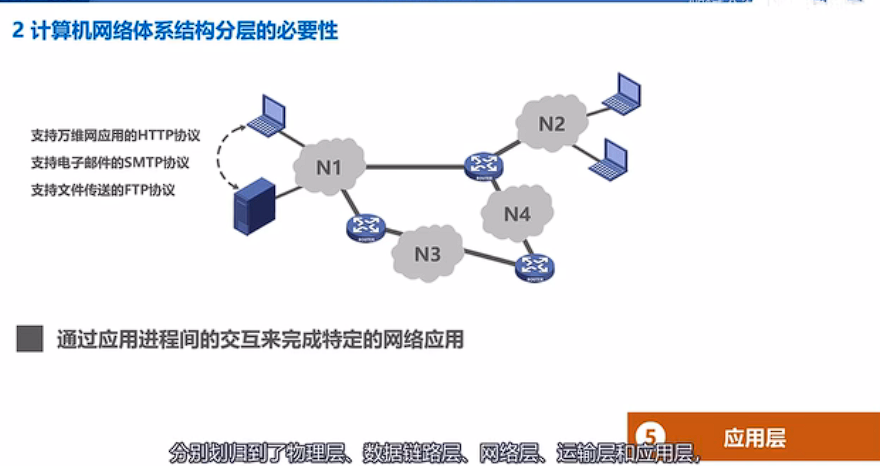 2 计算机网络体系结构分层的必要性
支持万维网应用的HTTP协议
支持电子邮件的SMTP协议
支持文件传送的FTP协议
N1
N2
N4
N3
ROUTER
ROUTER
ROUTER
通过应用进程间的交互来完成特定的网络应用
5 应用层
分别划归到了物理层、数据链路层、网络层、运输层和应用层,